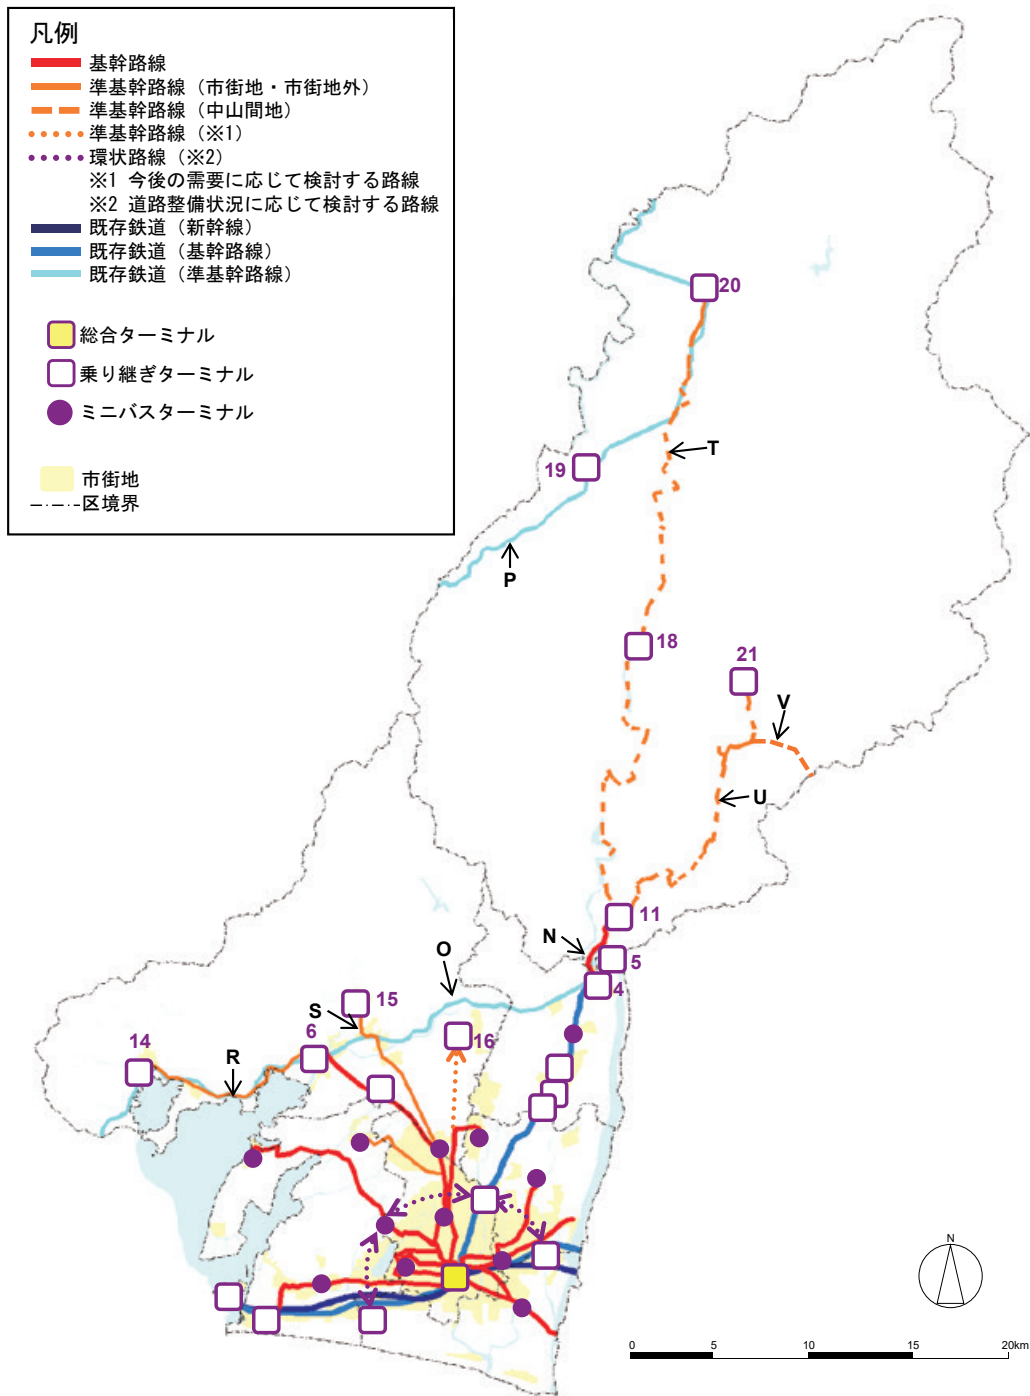 凡例
基幹路線
準基幹路線（市街地・市街地外）
準基幹路線（中山間地）
準基幹路線（※1）
環状路線（※2）
※1 今後の需要に応じて検討する路線
※2 道路整備状況に応じて検討する路線
既存鉄道（新幹線）
既存鉄道（基幹路線）
既存鉄道（準基幹路線）
総合ターミナル
乗り継ぎターミナル
ミニバスターミナル
市街地
区境界
20
T
19
P
18
21
V
U
11
N
5
O
4
15
S
6
16
14
R
N
0 5 10 15 20km